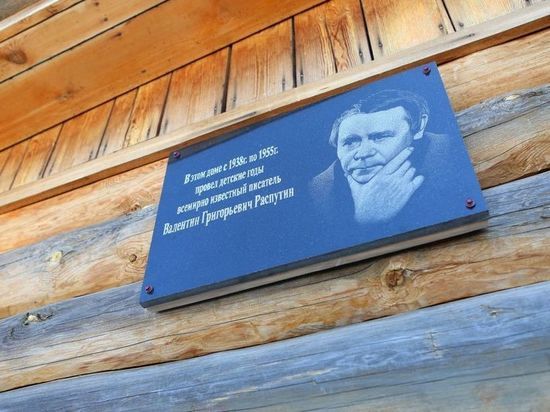 В этом доме с 1938г. по 1955г.
провел детские годы
всемирно известный писатель
Валентин Григорьевич Распутин